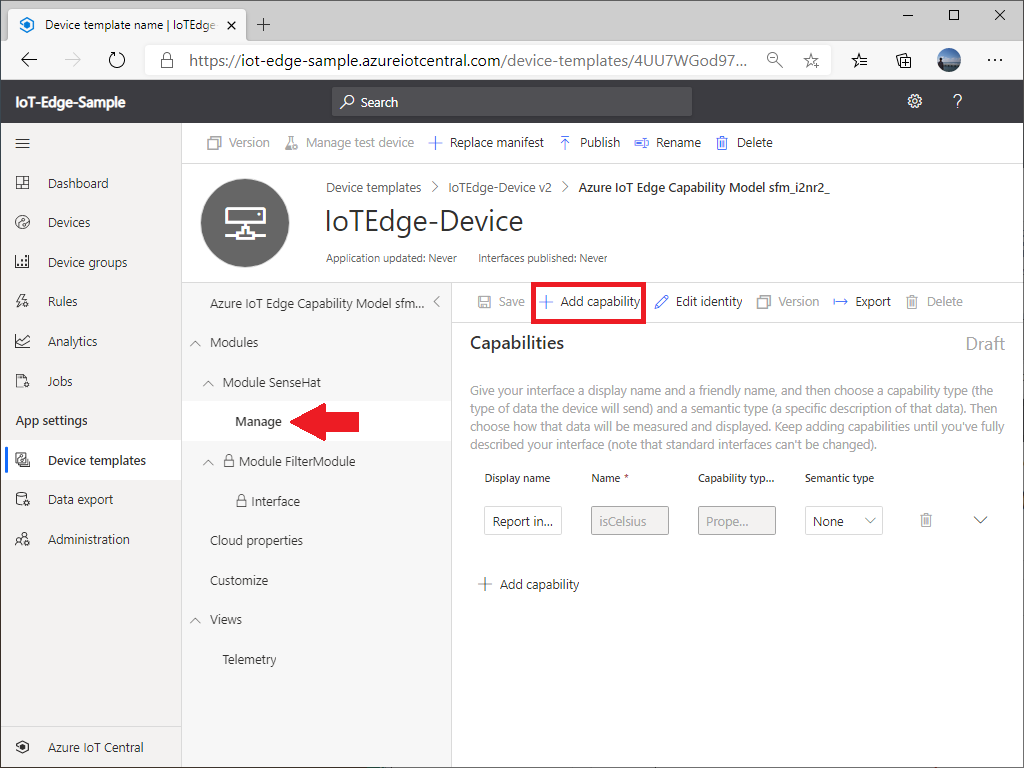 Device template name | IoTEdge
https://iot-edge-sample.azureiotcentral.com/device-templates/4UU7WGod97...
IoT-Edge-Sample
Search
?
Version
Manage test device
Replace manifest
Publish
Rename
Delete
Dashboard
Devices
Device groups
Rules
Analytics
Jobs
App settings
Device templates
Data export
Administration
Azure IoT Central
Device templates > IoTEdge-Device v2 > Azure IoT Edge Capability Model sfm_i2nr2_
IoTEdge-Device
Application updated: Never
Interfaces published: Never
Azure IoT Edge Capability Model sfm...
Modules
Module SenseHat
Manage
Module FilterModule
Interface
Cloud properties
Customize
Views
Telemetry
Save
Add capability
Edit identity
Version
Export
Delete
Capabilities
Draft
Give your interface a display name and a friendly name, and then choose a capability type (the
type of data the device will send) and a semantic type (a specific description of that data). Then
choose how that data will be measured and displayed. Keep adding capabilities until you've fully
described your interface (note that standard interfaces can't be changed).
Display name
Name *
Capability typ...
Semantic type
Report in...
isCelsius
Prope...
None
Add capability